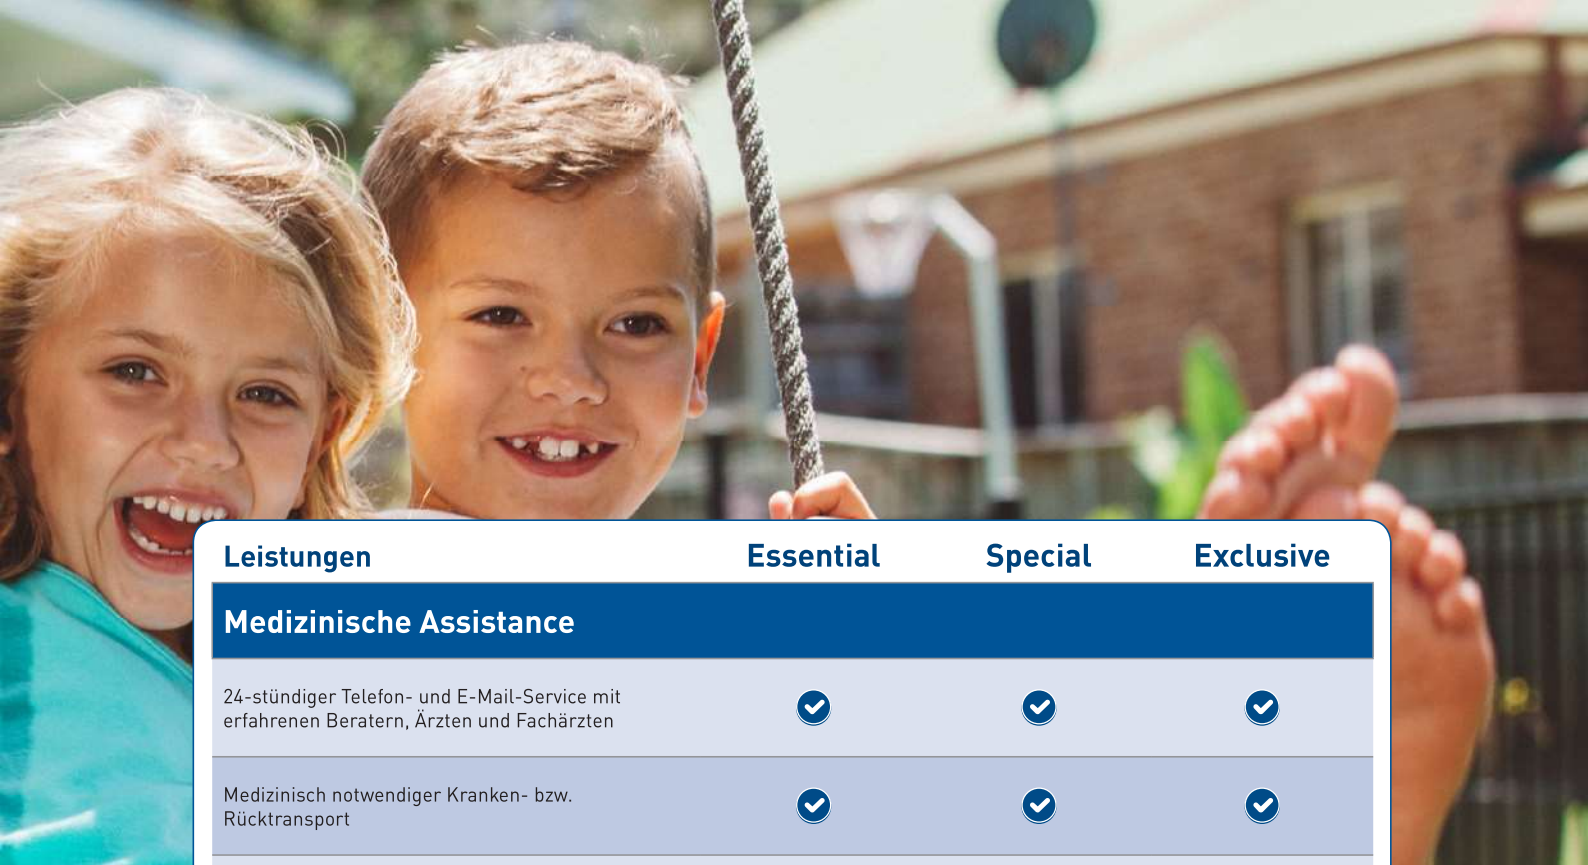 Leistungen Essential Special Exclusive
Medizinische Assistance
24-stündiger Telefon- und E-Mail-Service mit
erfahrenen Beratern, Ärzten und Fachärzten
Medizinisch notwendiger Kranken- bzw.
Rücktransport